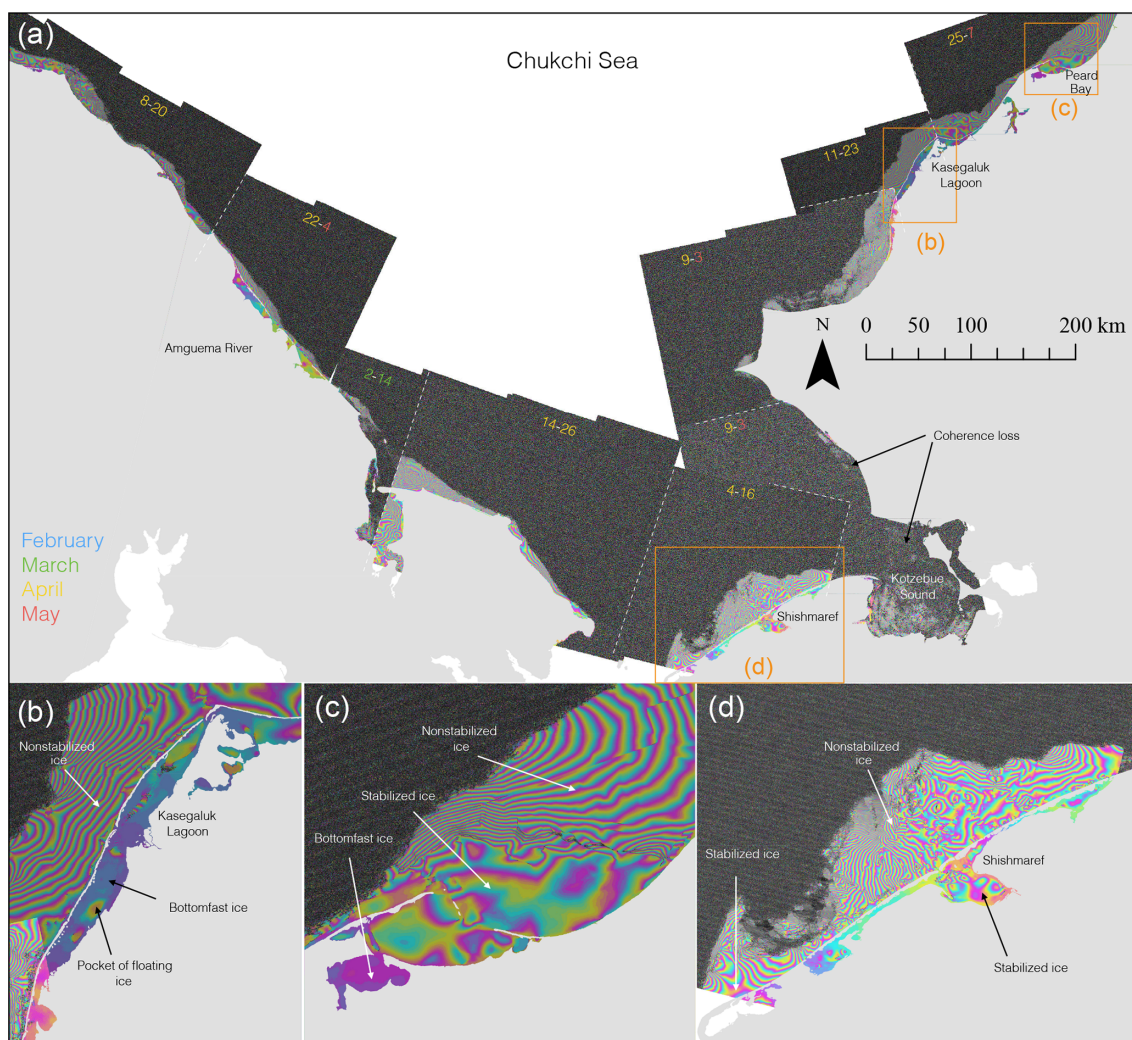 (a)
Chukchi Sea
25-7
Peard
Bay
(c)
8-20
11-23
Kasegaluk
Lagoon
(b)
22-4
9-3
N
0 50 100 200 km
Amguema River
2-14
14-26
9-3
Coherence loss
4-16
February
March
April
May
Kotzebue
Sound
Shishmaref
(d)
(b)
Nonstabilized
ice
Kasegaluk
Lagoon
Bottomfast ice
Pocket of floating
ice
(c)
Nonstabilized
ice
Stabilized ice
Bottomfast ice
(d)
Nonstabilized
ice
Stabilized ice
Shishmaref
Stabilized ice